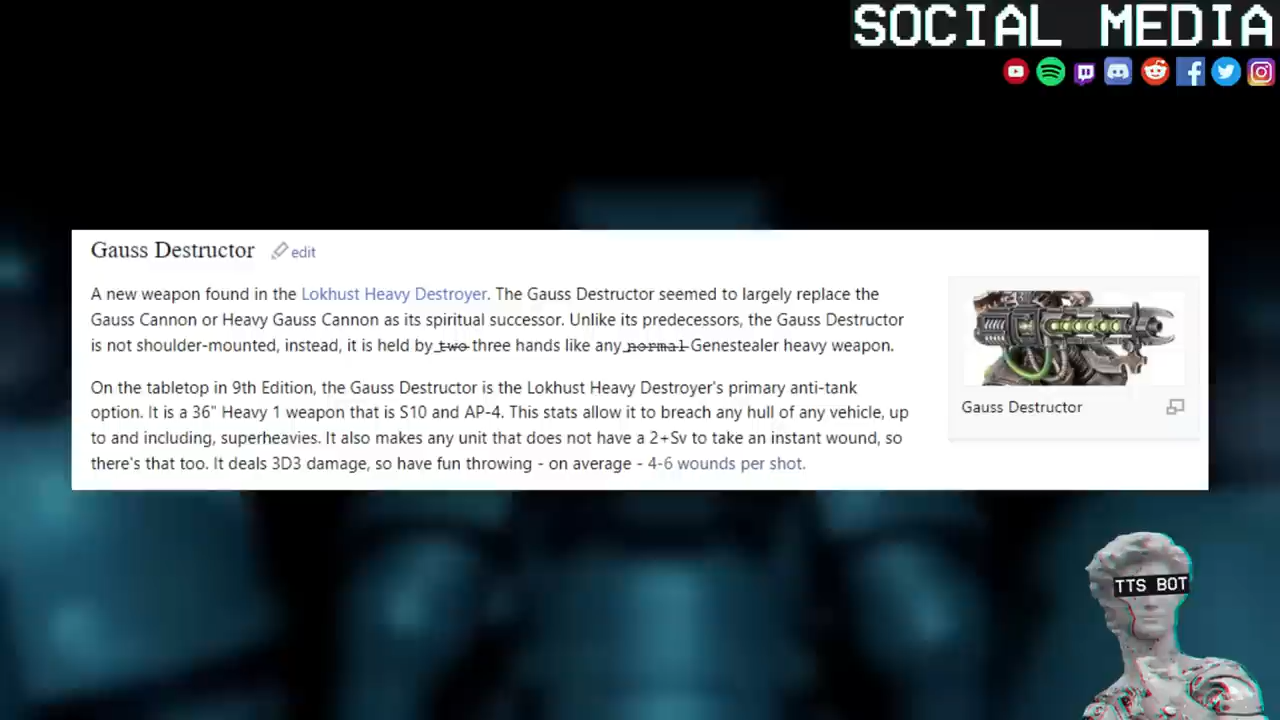 SOCIAL MEDIA
Gauss Destructor edit
A new weapon found in the Lokhust Heavy Destroyer. The Gauss Destructor seemed to largely replace the
Gauss Cannon or Heavy Gauss Cannon as its spiritual successor. Unlike its predecessors, the Gauss Destructor
is not shoulder-mounted, instead, it is held by two three hands like any normal Genestealer heavy weapon.
On the tabletop in 9th Edition, the Gauss Destructor is the Lokhust Heavy Destroyer's primary anti-tank
option. It is a 36" Heavy 1 weapon that is S10 and AP-4. This stats allow it to breach any hull of any vehicle, up
to and including, superheavies. It also makes any unit that does not have a 2+Sv to take an instant wound, so
there's that too. It deals 3D3 damage, so have fun throwing - on average - 4-6 wounds per shot.
Gauss Destructor
TTS BOT